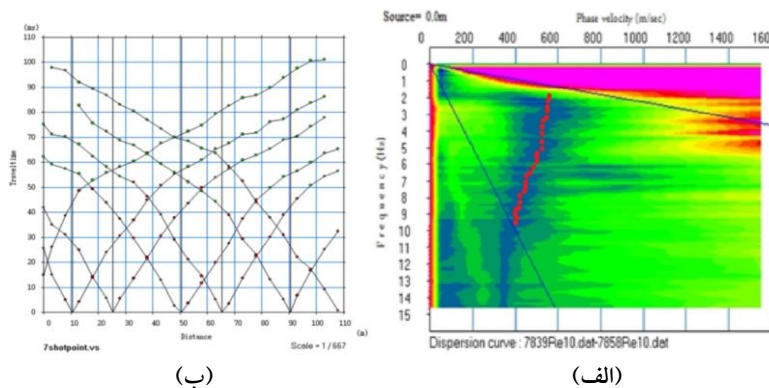 (ms)
110
100
90
80
70
60
50
40
30
20
10
0
Traveltime
0 10 20 30 40 50 60 70 80 90 100 110
Distance
(m)
7shotpoint.vs
Scale = 1 / 667
(ب)
Source= 0.0m
Phase velocity (m/sec)
0 200 400 600 800 1000 1200 1400 1600
0
1
2
3
4
5
6
7
8
9
10
11
12
13
14
15
Frequency (Hz)
Dispersion curve : 7839Re10.dat-7858Re10.dat
(الف)